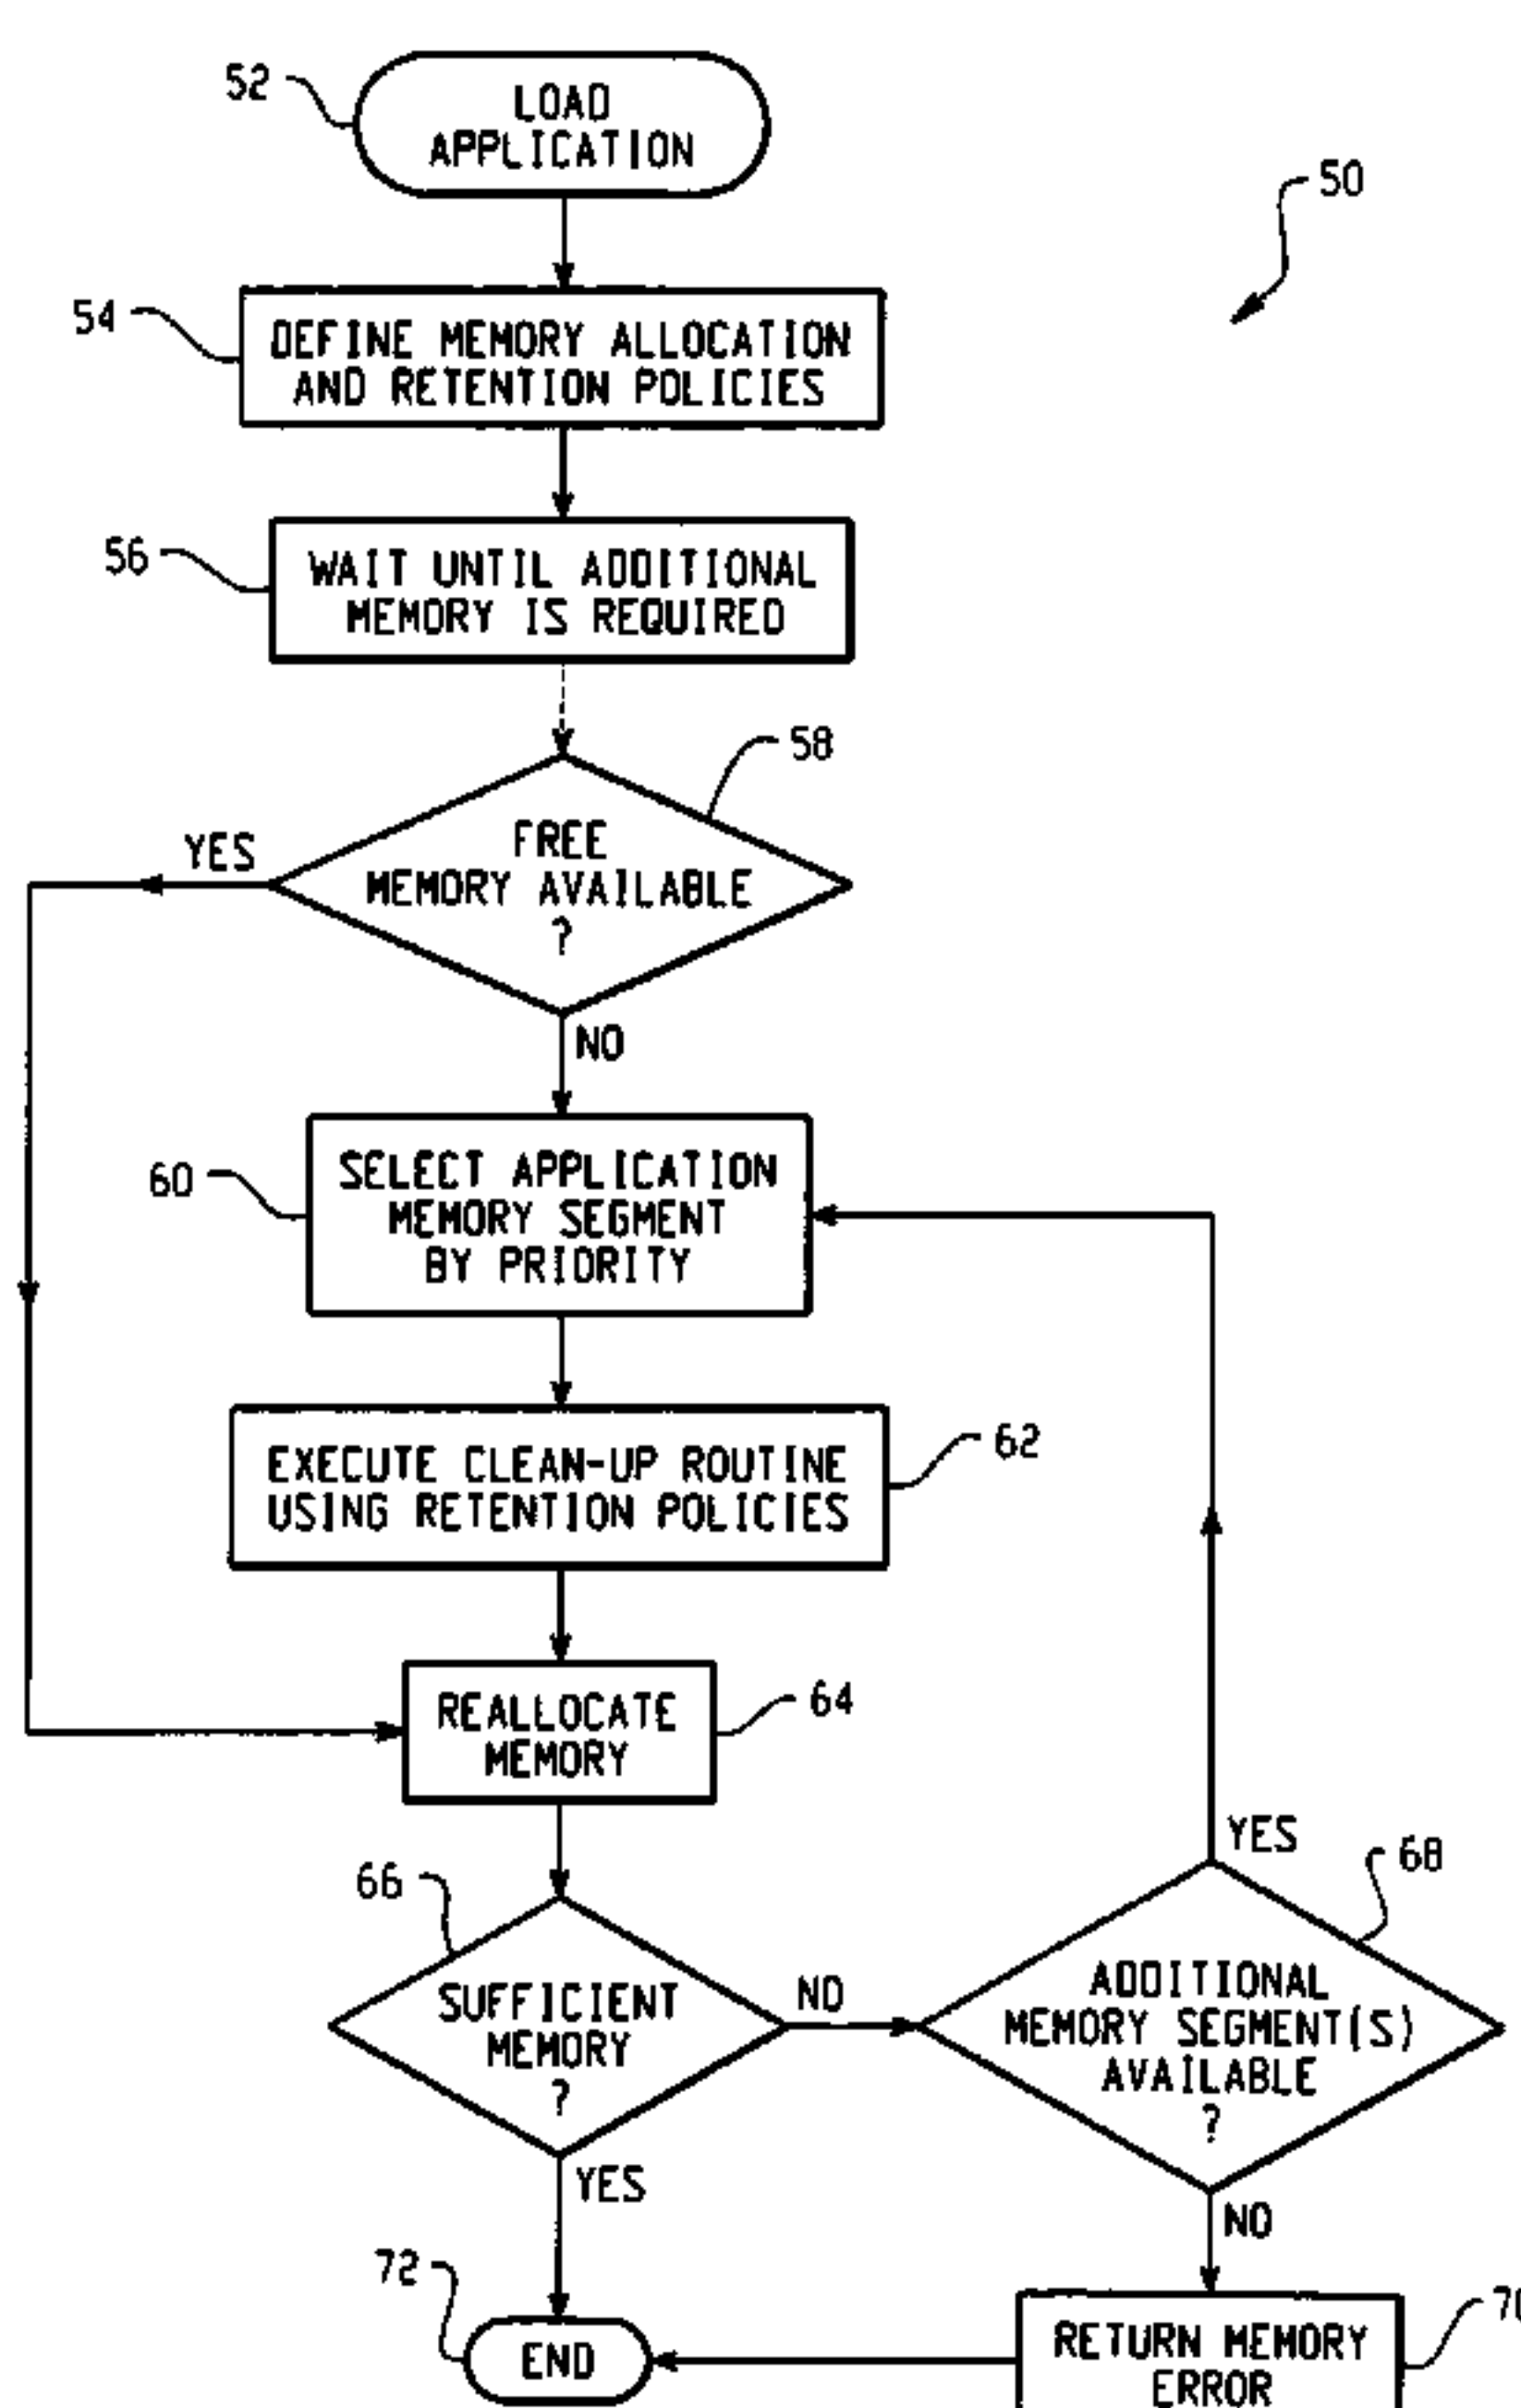 52
LOAD
APPLICATION
50
54
DEFINE MEMORY ALLOCATION
AND RETENTION POLICIES
56
WAIT UNTIL ADDITIONAL
MEMORY IS REQUIRED
58
YES
FREE
MEMORY AVAILABLE
?
NO
60
SELECT APPLICATION
MEMORY SEGMENT
BY PRIORITY
62
EXECUTE CLEAN-UP ROUTINE
USING RETENTION POLICIES
64
REALLOCATE
MEMORY
YES
66
68
SUFFICIENT
MEMORY
?
NO
ADDITIONAL
MEMORY SEGMENT(S)
AVAILABLE
?
YES
NO
72
END
RETURN MEMORY
ERROR